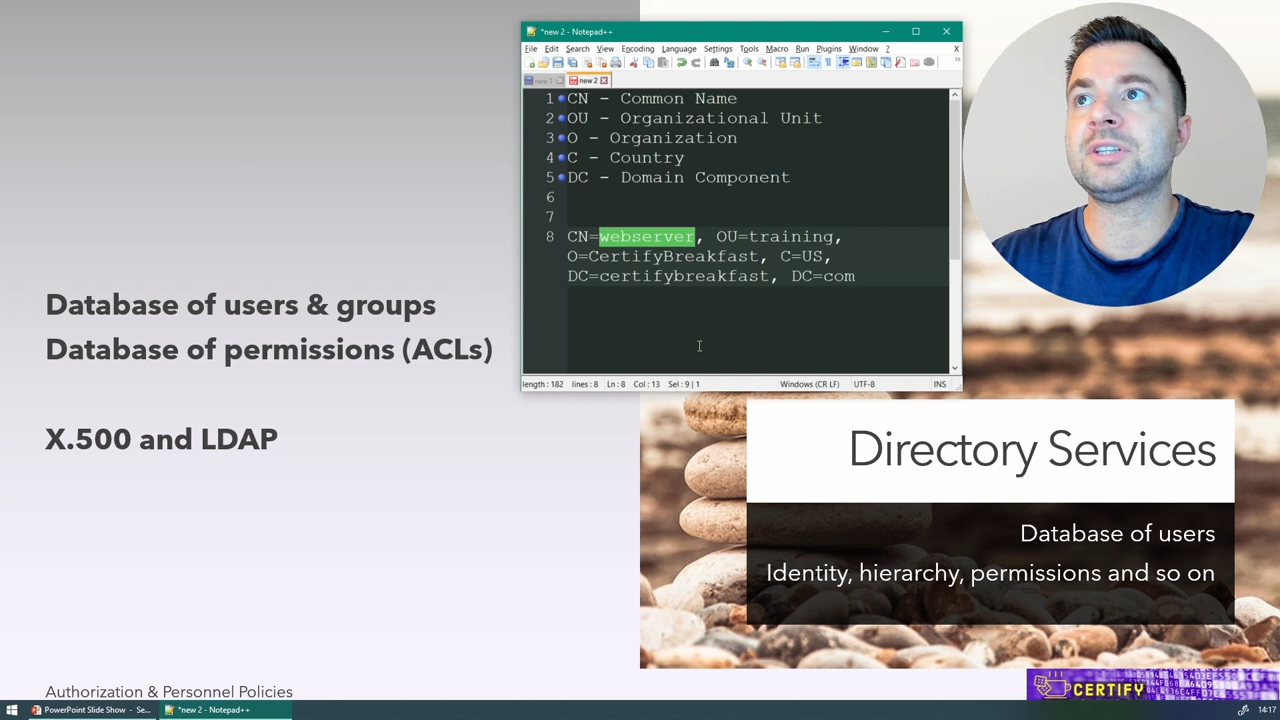 Database of users & groups
Database of permissions (ACLs)
X.500 and LDAP
Authorization & Personnel Policies
*new 2 - Notepad++
File Edit Search View Encoding Language Settings Tools Macro Run Plugins Window ? X
new 1 new 2
1 CN - Common Name
2 OU - Organizational Unit
3 O - Organization
4 C - Country
5 DC - Domain Component
6
7
8 CN=webserver, OU=training,
O=CertifyBreakfast, C=US,
DC=certifybreakfast, DC=com
length : 182 lines : 8 Ln : 8 Col : 13 Sel : 9 | 1 Windows (CR LF) UTF-8 INS
Directory Services
Database of users
Identity, hierarchy, permissions and so on
CERTIFY
PowerPoint Slide Show - Se... *new 2 - Notepad++ 14:17